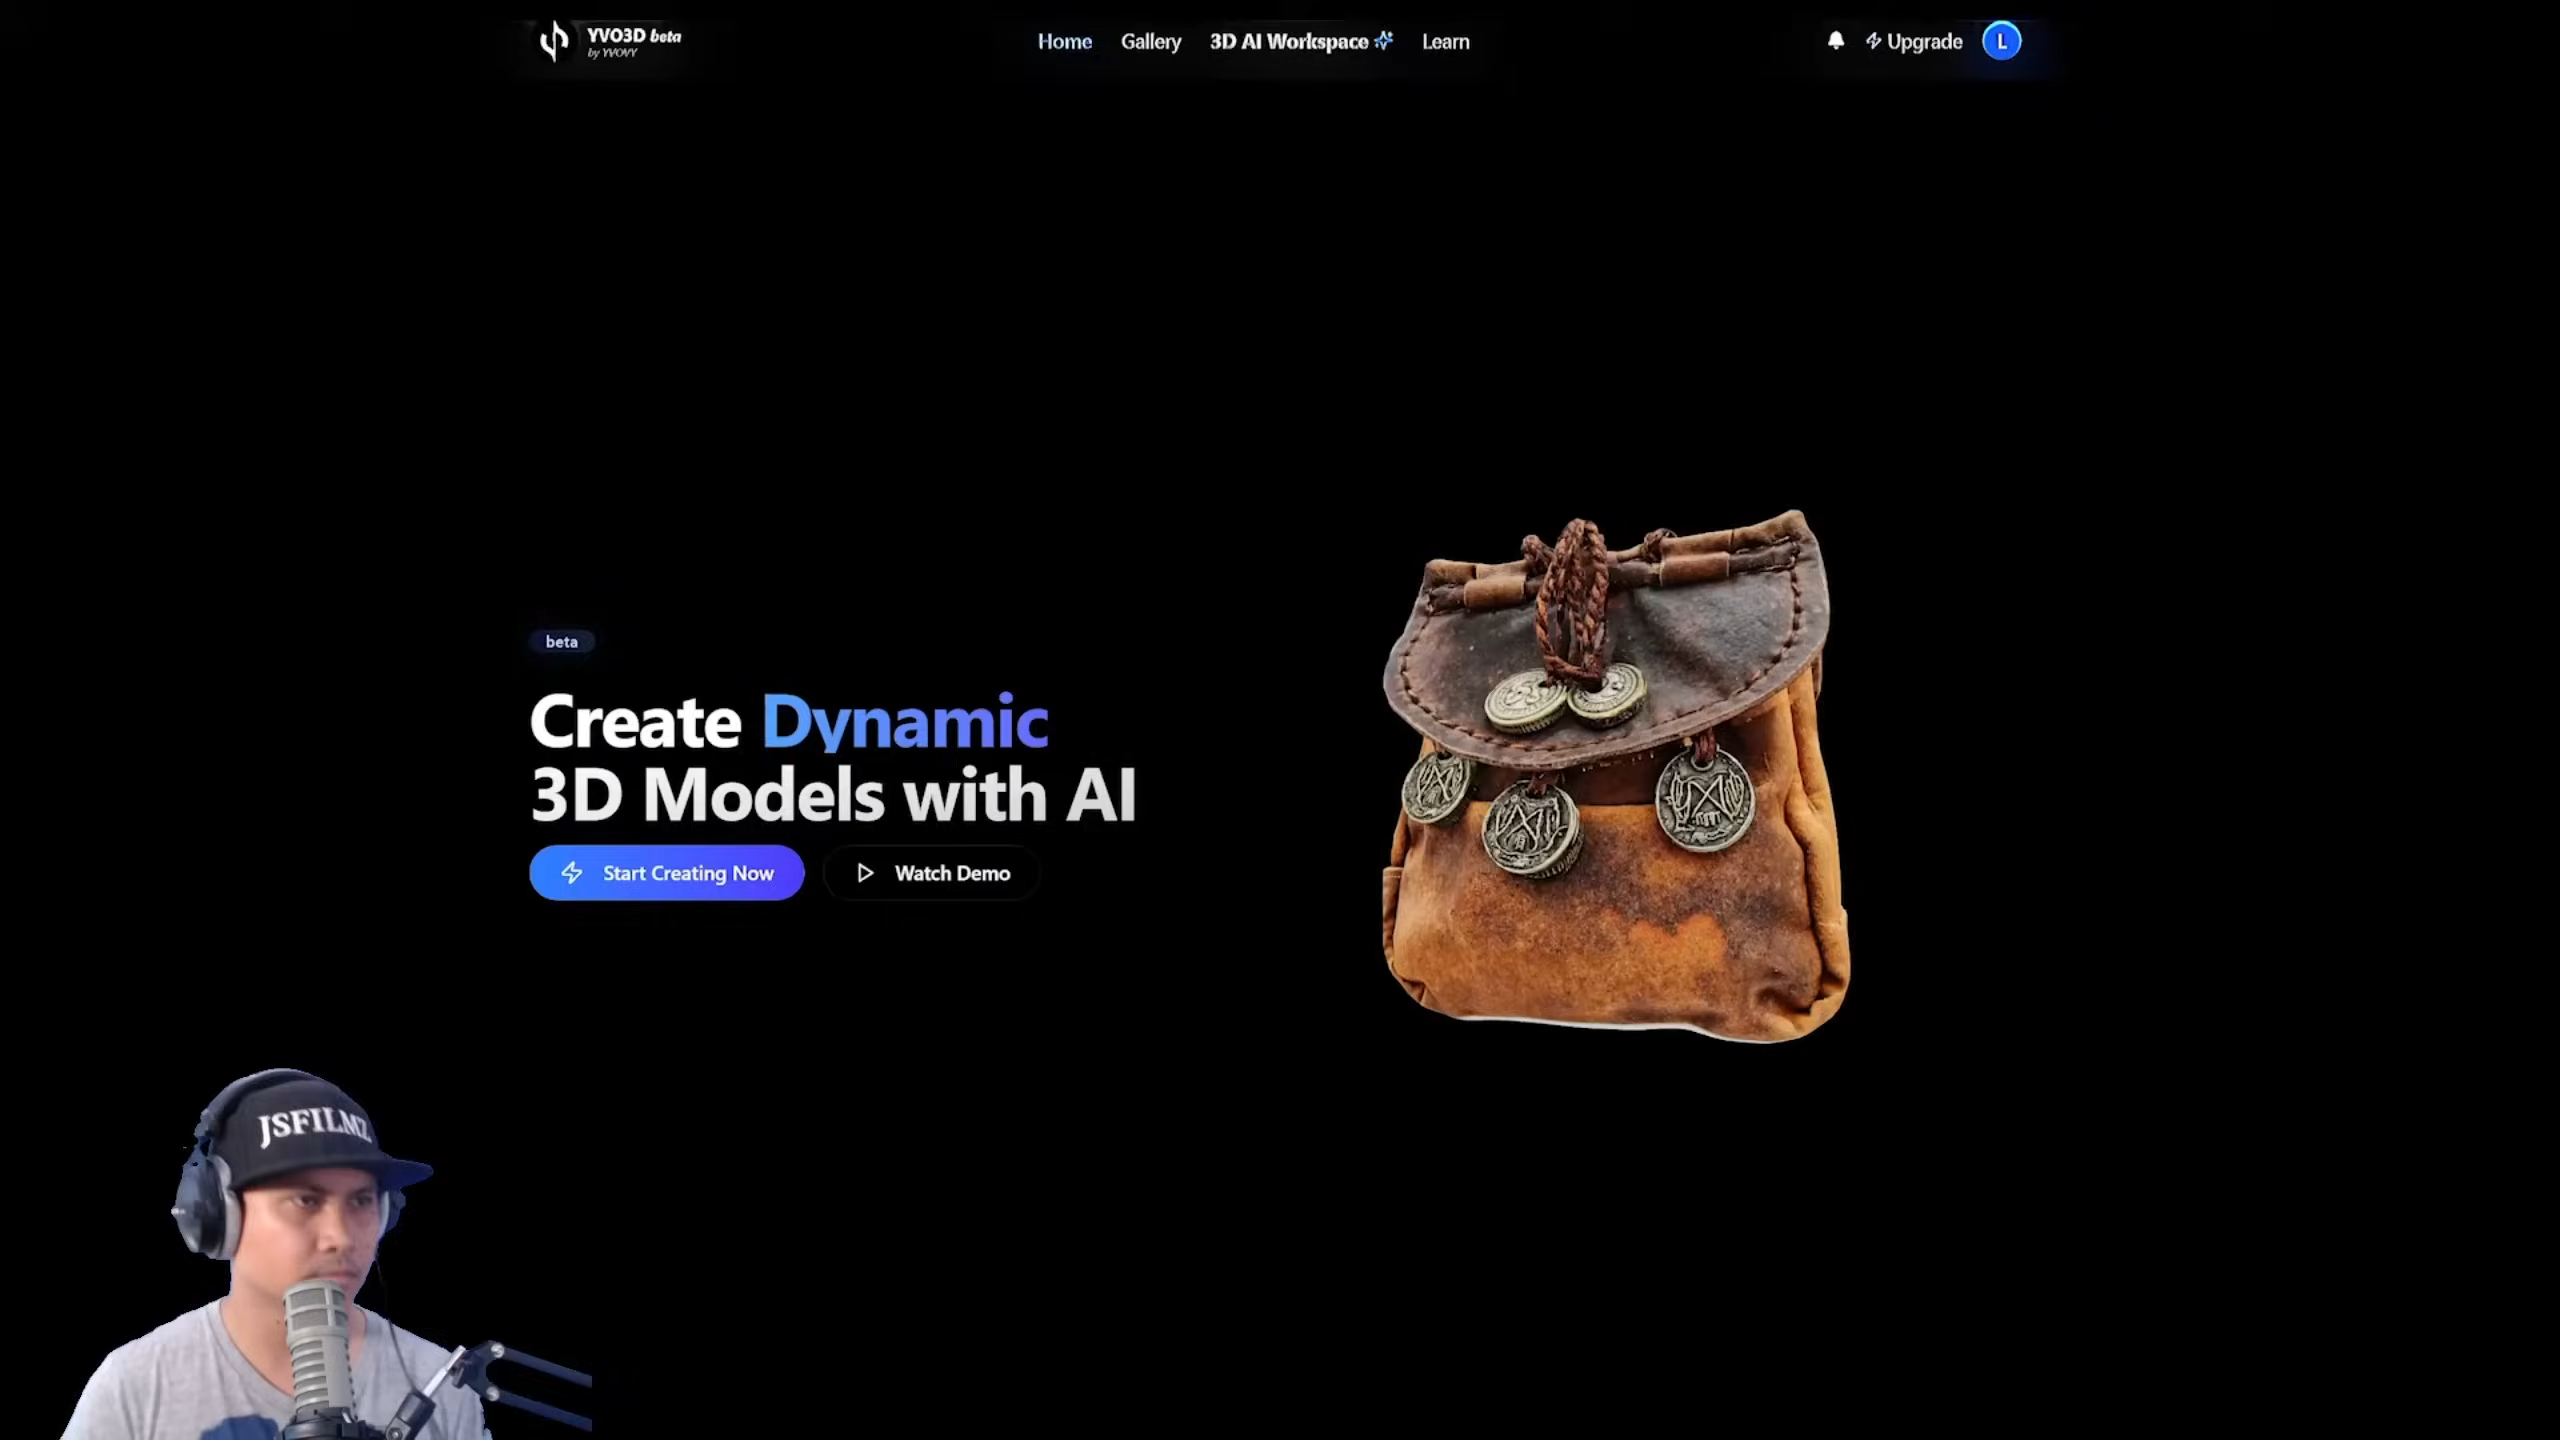 YVO3D beta
by YVOVY
Home
Gallery
3D AI Workspace
Learn
Upgrade
L
beta
Create Dynamic
3D Models with AI
Start Creating Now
Watch Demo
JSFILMZ